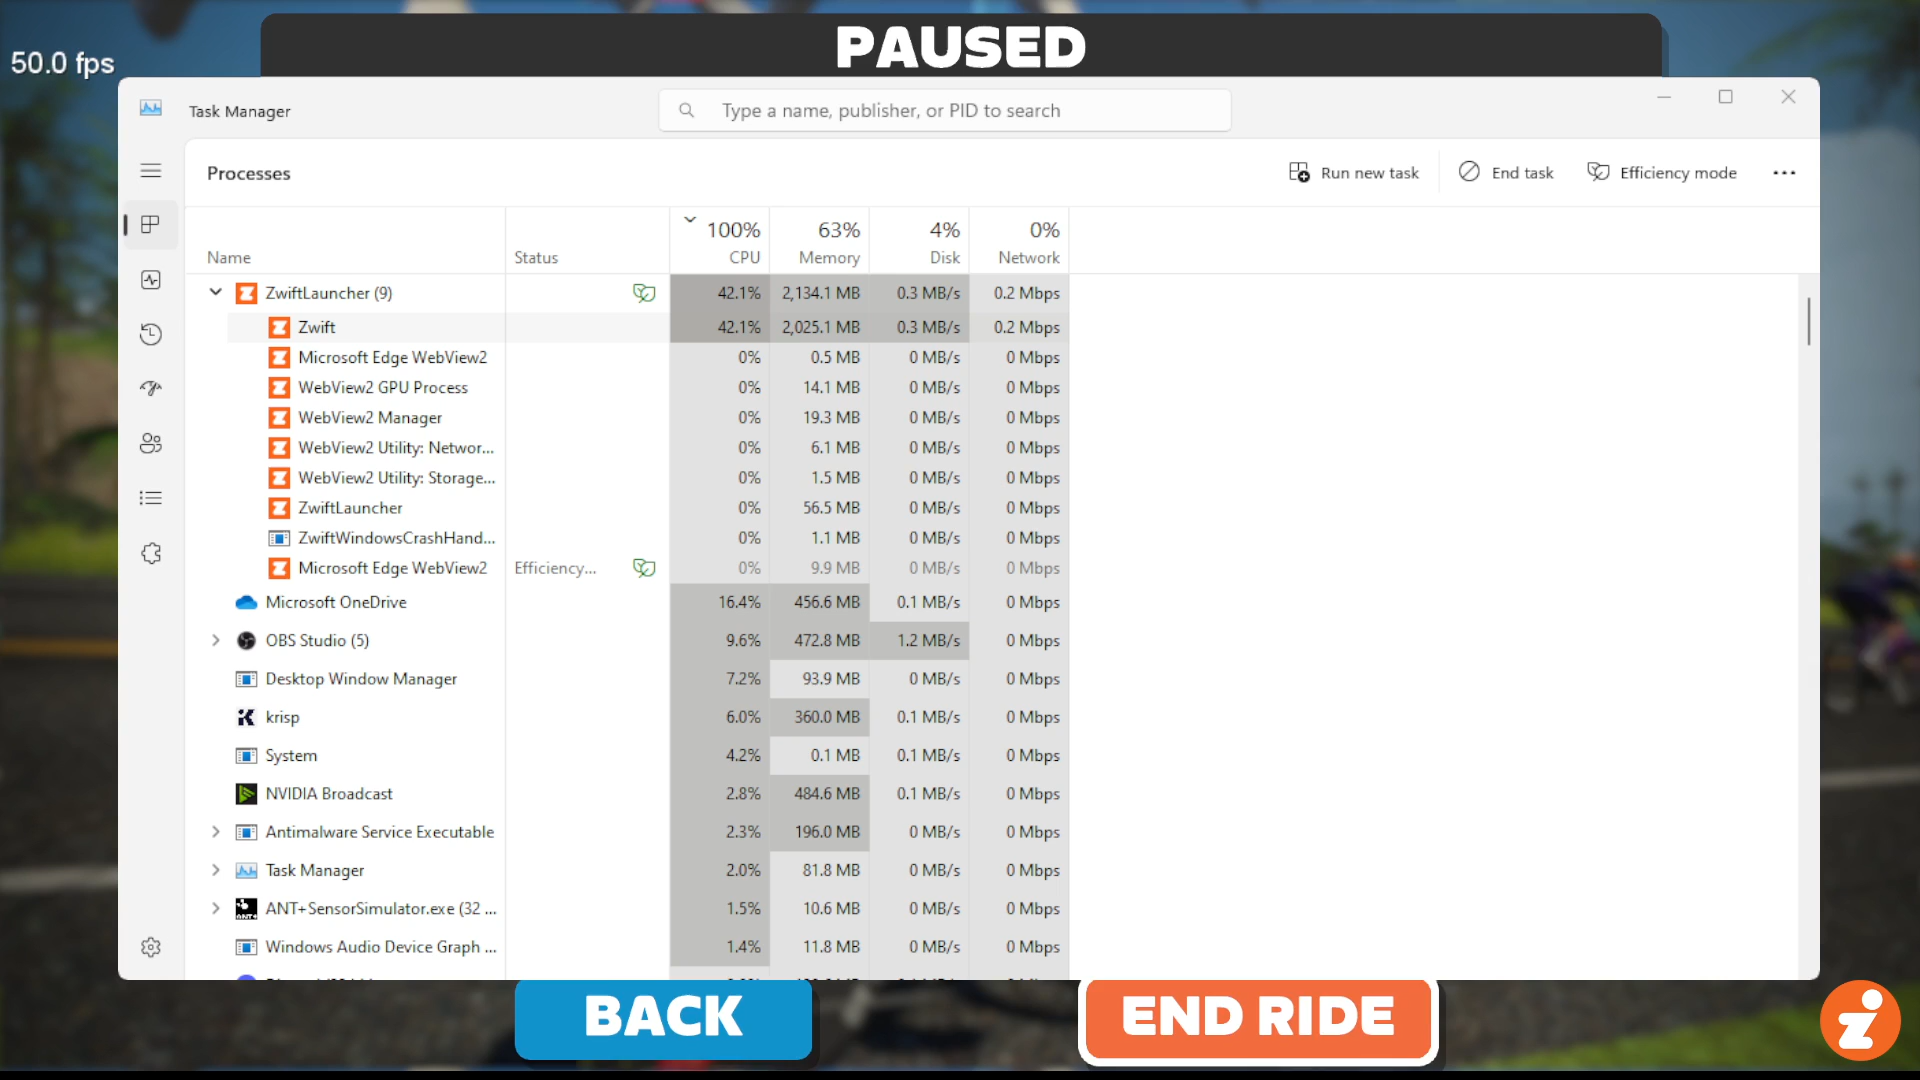 PAUSED
50.0 fps
Task Manager
Type a name, publisher, or PID to search
Processes
Run new task
End task
Efficiency mode
Name Status 100% CPU 63% Memory 4% Disk 0% Network
ZwiftLauncher (9) 42.1% 2,134.1 MB 0.3 MB/s 0.2 Mbps
Zwift 42.1% 2,025.1 MB 0.3 MB/s 0.2 Mbps
Microsoft Edge WebView2 0% 0.5 MB 0 MB/s 0 Mbps
WebView2 GPU Process 0% 14.1 MB 0 MB/s 0 Mbps
WebView2 Manager 0% 19.3 MB 0 MB/s 0 Mbps
WebView2 Utility: Networ... 0% 6.1 MB 0 MB/s 0 Mbps
WebView2 Utility: Storage... 0% 1.5 MB 0 MB/s 0 Mbps
ZwiftLauncher 0% 56.5 MB 0 MB/s 0 Mbps
ZwiftWindowsCrashHand... 0% 1.1 MB 0 MB/s 0 Mbps
Microsoft Edge WebView2 Efficiency... 0% 9.9 MB 0 MB/s 0 Mbps
Microsoft OneDrive 16.4% 456.6 MB 0.1 MB/s 0 Mbps
OBS Studio (5) 9.6% 472.8 MB 1.2 MB/s 0 Mbps
Desktop Window Manager 7.2% 93.9 MB 0 MB/s 0 Mbps
krisp 6.0% 360.0 MB 0.1 MB/s 0 Mbps
System 4.2% 0.1 MB 0.1 MB/s 0 Mbps
NVIDIA Broadcast 2.8% 484.6 MB 0.1 MB/s 0 Mbps
Antimalware Service Executable 2.3% 196.0 MB 0 MB/s 0 Mbps
Task Manager 2.0% 81.8 MB 0 MB/s 0 Mbps
ANT+SensorSimulator.exe (32 ... 1.5% 10.6 MB 0 MB/s 0 Mbps
Windows Audio Device Graph ... 1.4% 11.8 MB 0 MB/s 0 Mbps
BACK
END RIDE